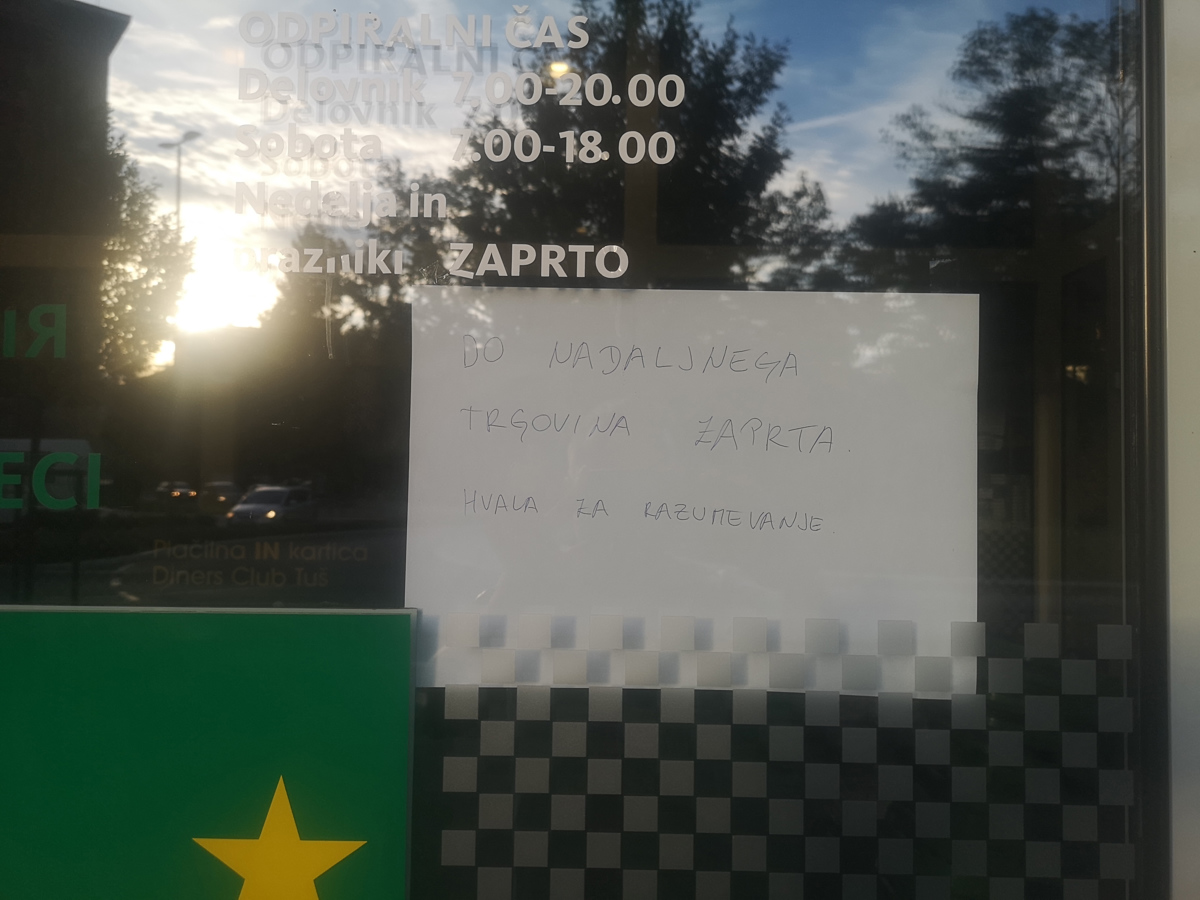 ODPIRALNI ČAS
Delovnik 7.00-20.00
Sobota 7.00-18.00
Nedelja in
prazniki ZAPRTO
DO NADALJNEGA
TRGOVINA ZAPRTA.
HVALA ZA RAZUMEVANJE
ECI
Plačilna IN kartica
Diners Club Tuš